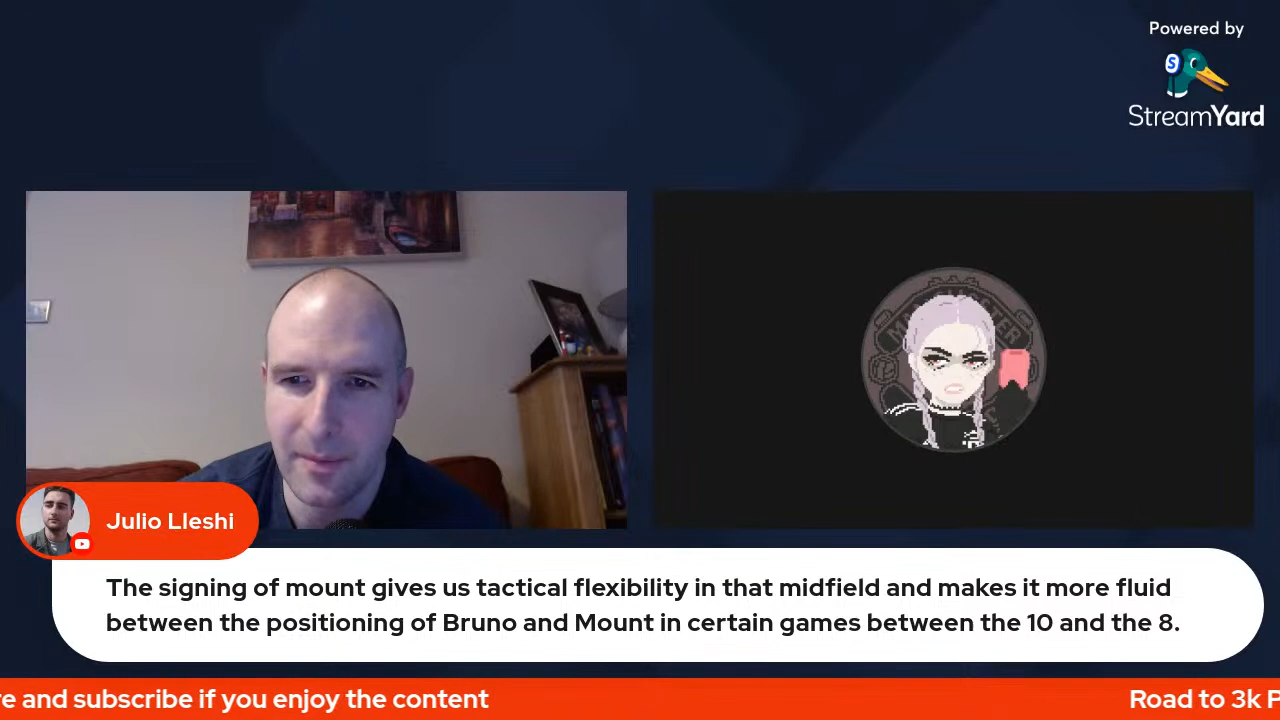 Powered by
StreamYard
Julio Lleshi
The signing of mount gives us tactical flexibility in that midfield and makes it more fluid
between the positioning of Bruno and Mount in certain games between the 10 and the 8.
re and subscribe if you enjoy the content
Road to 3k P